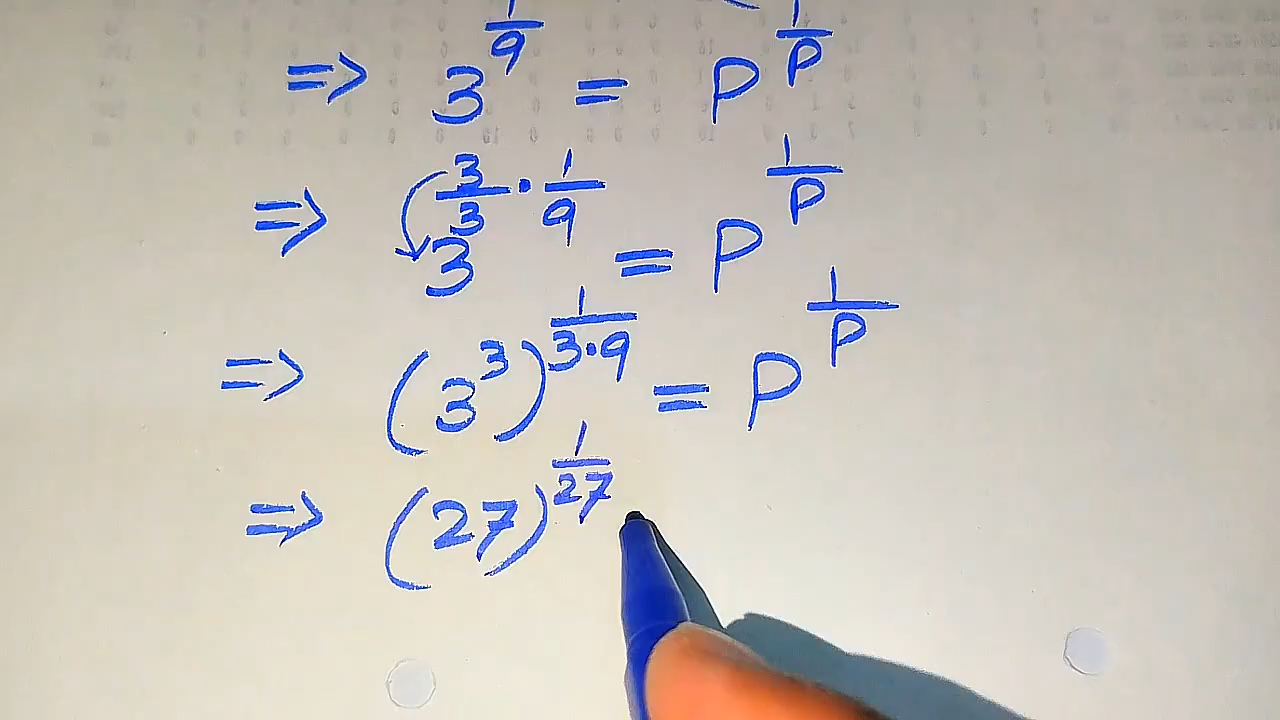 ⇒ 3^(1/9) = P^(1/P)
⇒ 3^(3/3 · 1/9) = P^(1/P)
⇒ (3^3)^(1/(3·9)) = P^(1/P)
⇒ (27)^(1/27)